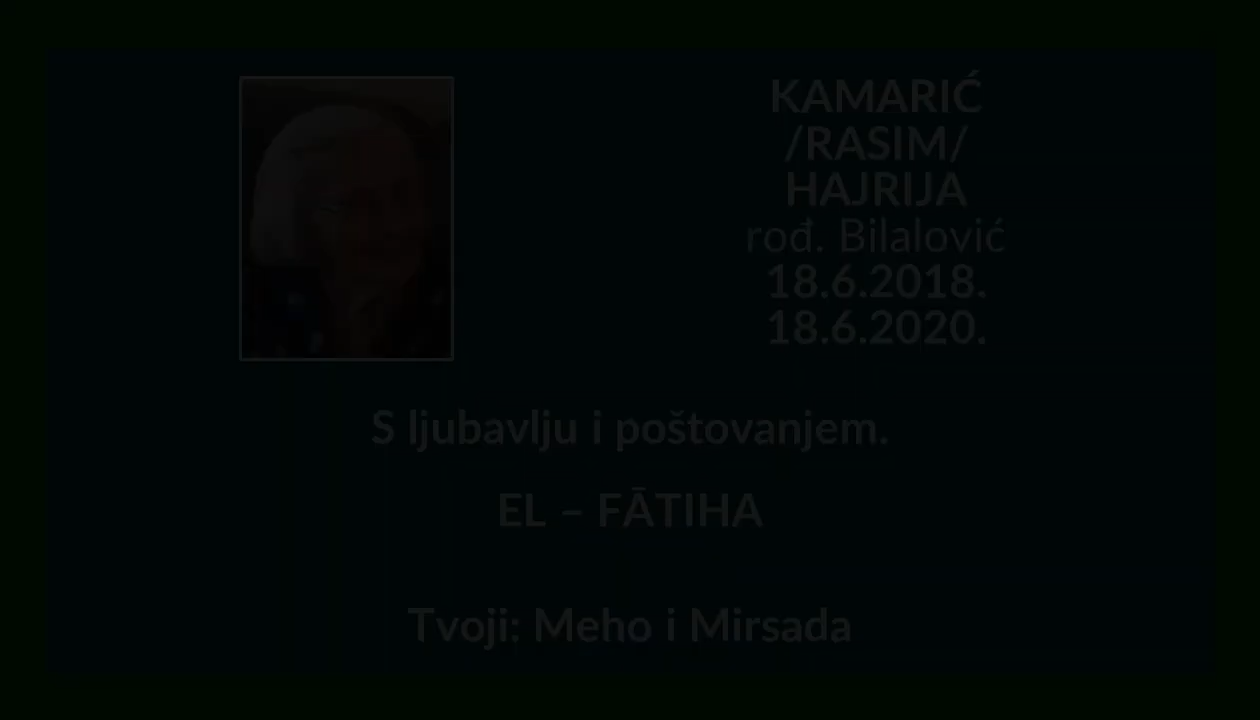 KAMARIĆ
/RASIM/
HAJRIJA
rođ. Bilalović
18.6.2018.
18.6.2020.
S ljubavlju i poštovanjem.
EL – FĀTIHA
Tvoji: Meho i Mirsada